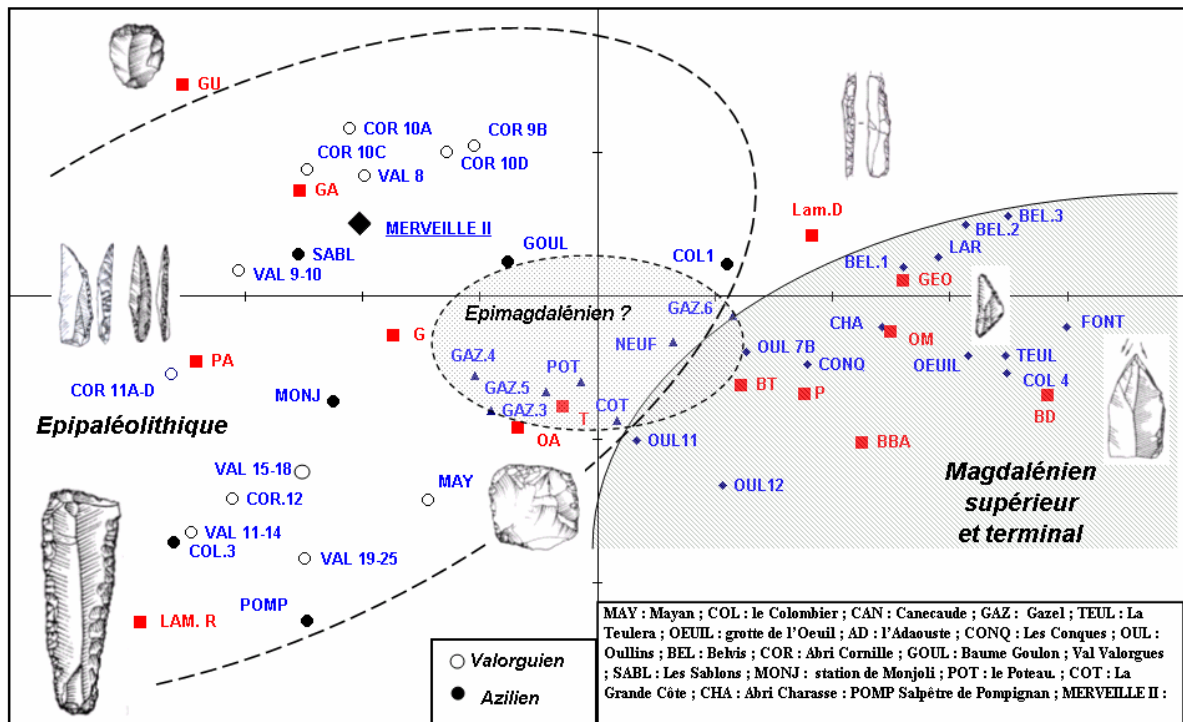 GU
COR 10A
COR 9B
COR 10C
COR 10D
VAL 8
GA
Lam.D
BEL.3
BEL.2
MERVEILLE II
LAR
SABL
GOUL
COL1
BEL.1
VAL 9-10
GEO
GAZ.6
Epimagdalénien ?
CHA
FONT
G
OM
NEUF
OUL 7B
PA
GAZ.4
POT
CONQ
OEUIL
TEUL
COR 11A-D
COL 4
GAZ.5
BT
P
MONJ
GAZ.3
T
COT
BD
Epipaléolithique
OA
OUL11
BBA
VAL 15-18
MAY
Magdalénien
supérieur
et terminal
COR.12
OUL12
VAL 11-14
COL.3
VAL 19-25
POMP
LAM. R
Valorguien
Azilien
MAY : Mayan ; COL : le Colombier ; CAN : Canecaude ; GAZ : Gazel ; TEUL : La
Teulera ; OEUIL : grotte de l'Oeuil ; AD : l'Adaouste ; CONQ : Les Conques ; OUL :
Oullins ; BEL : Belvis ; COR : Abri Cornille ; GOUL : Baume Goulon ; Val Valorgues
; SABL : Les Sablons ; MONJ : station de Monjoli ; POT : le Poteau. ; COT : La
Grande Côte ; CHA : Abri Charasse : POMP Salpêtre de Pompignan ; MERVEILLE II :